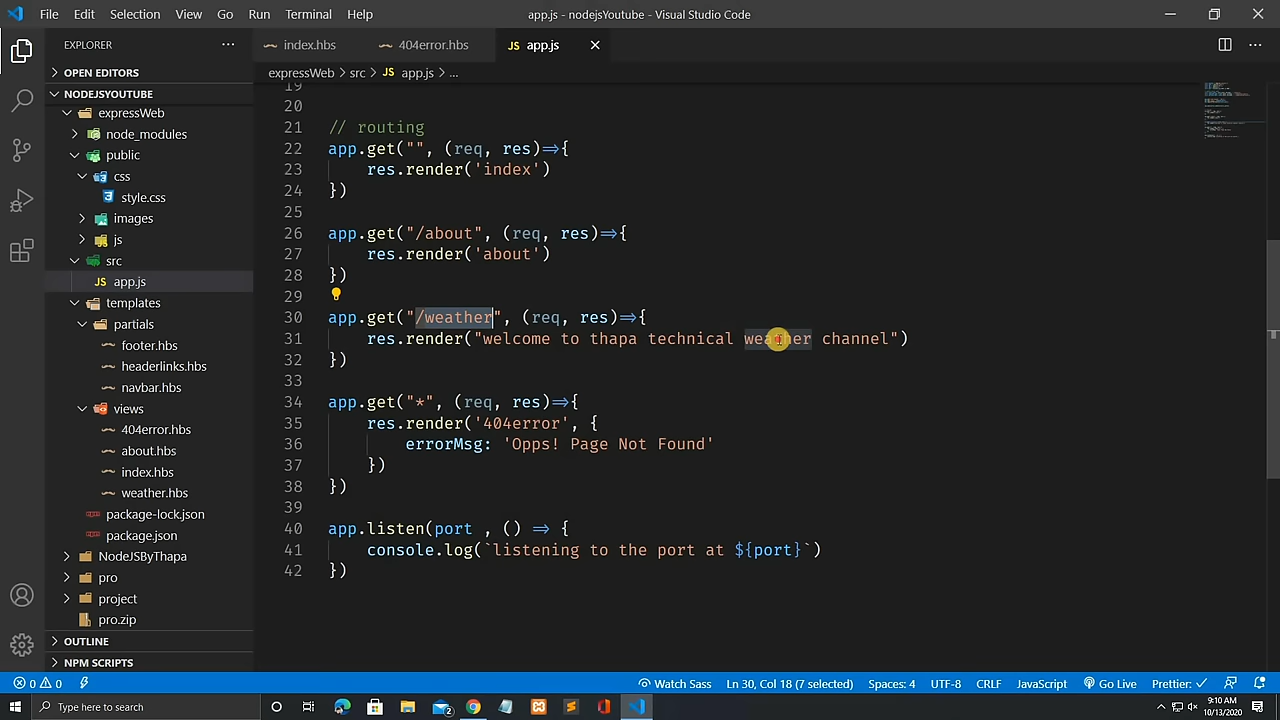 File Edit Selection View Go Run Terminal Help app.js - nodejsYoutube - Visual Studio Code
EXPLORER
index.hbs 404error.hbs JS app.js
OPEN EDITORS
expressWeb > src > JS app.js > ...
NODEJSYOUTUBE
expressWeb
node_modules
public
css
style.css
images
js
src
JS app.js
templates
partials
footer.hbs
headerlinks.hbs
navbar.hbs
views
404error.hbs
about.hbs
index.hbs
weather.hbs
package-lock.json
package.json
NodeJSByThapa
pro
project
pro.zip
OUTLINE
NPM SCRIPTS
19
20
21 // routing
22 app.get("", (req, res)=>{
23 res.render('index')
24 })
25
26 app.get("/about", (req, res)=>{
27 res.render('about')
28 })
29
30 app.get("/weather", (req, res)=>{
31 res.render("welcome to thapa technical weather channel")
32 })
33
34 app.get("*", (req, res)=>{
35 res.render('404error', {
36 errorMsg: 'Opps! Page Not Found'
37 })
38 })
39
40 app.listen(port , () => {
41 console.log(`listening to the port at ${port}`)
42 })
0 0 Watch Sass Ln 30, Col 18 (7 selected) Spaces: 4 UTF-8 CRLF JavaScript Go Live Prettier: ✓
Type here to search
2
9:10 AM
10/13/2020